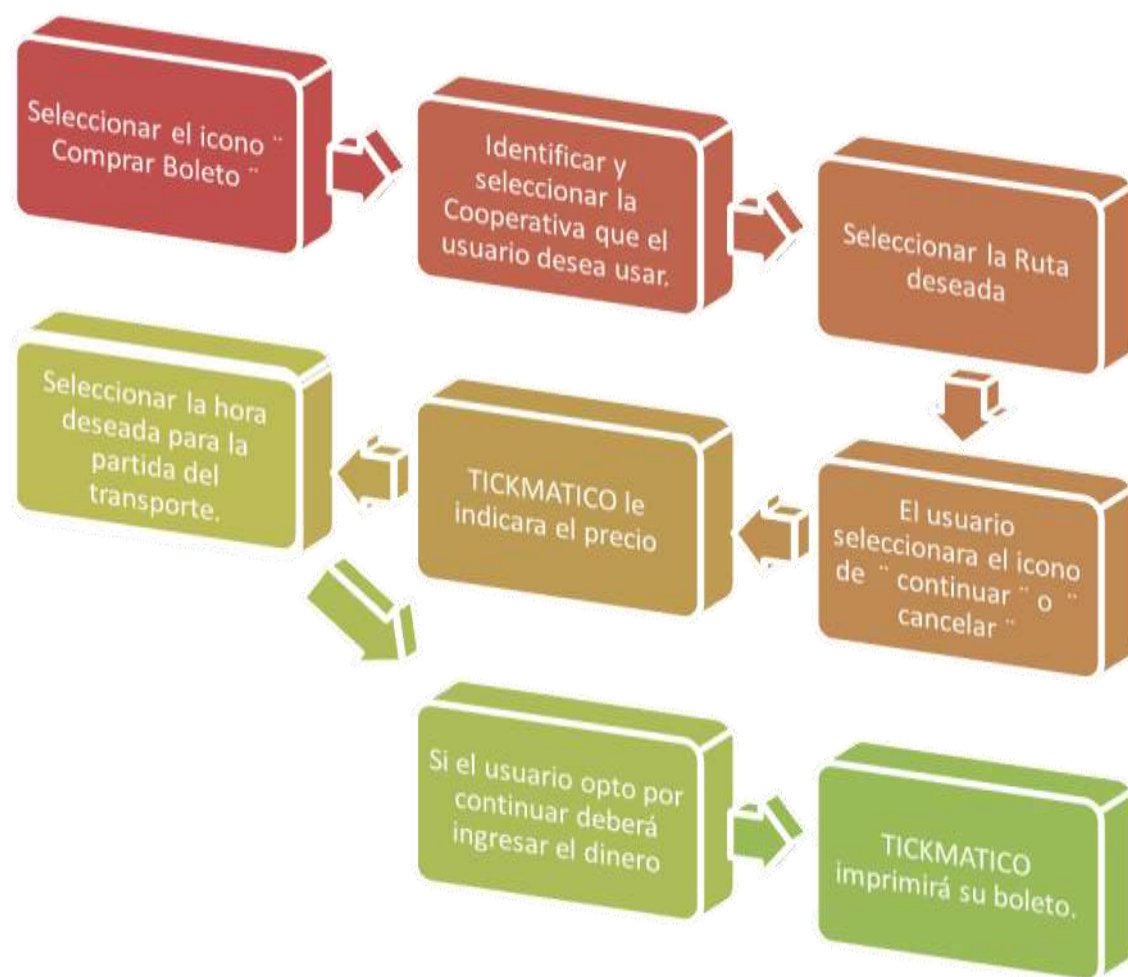 Seleccionar el icono ¨
Comprar Boleto ¨
Identificar y
seleccionar la
Cooperativa que el
usuario desea usar.
Seleccionar la Ruta
deseada
El usuario
seleccionara el icono
de ¨ continuar ¨ o ¨
cancelar ¨
TICKMATICO le
indicara el precio
Seleccionar la hora
deseada para la
partida del
transporte.
Si el usuario opto por
continuar deberá
ingresar el dinero
TICKMATICO
imprimirá su boleto.